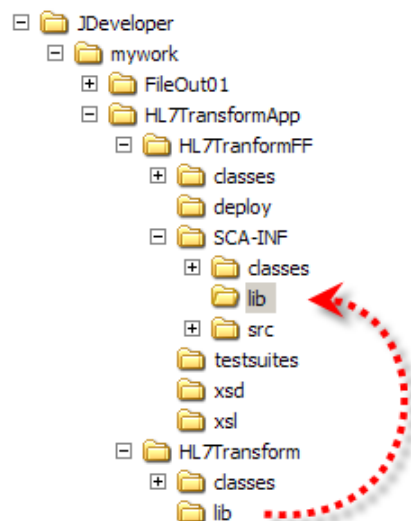 JDeveloper
mywork
FileOut01
HL7TransformApp
HL7TranformFF
classes
deploy
SCA-INF
classes
lib
src
testsuites
xsd
xsl
HL7Transform
classes
lib